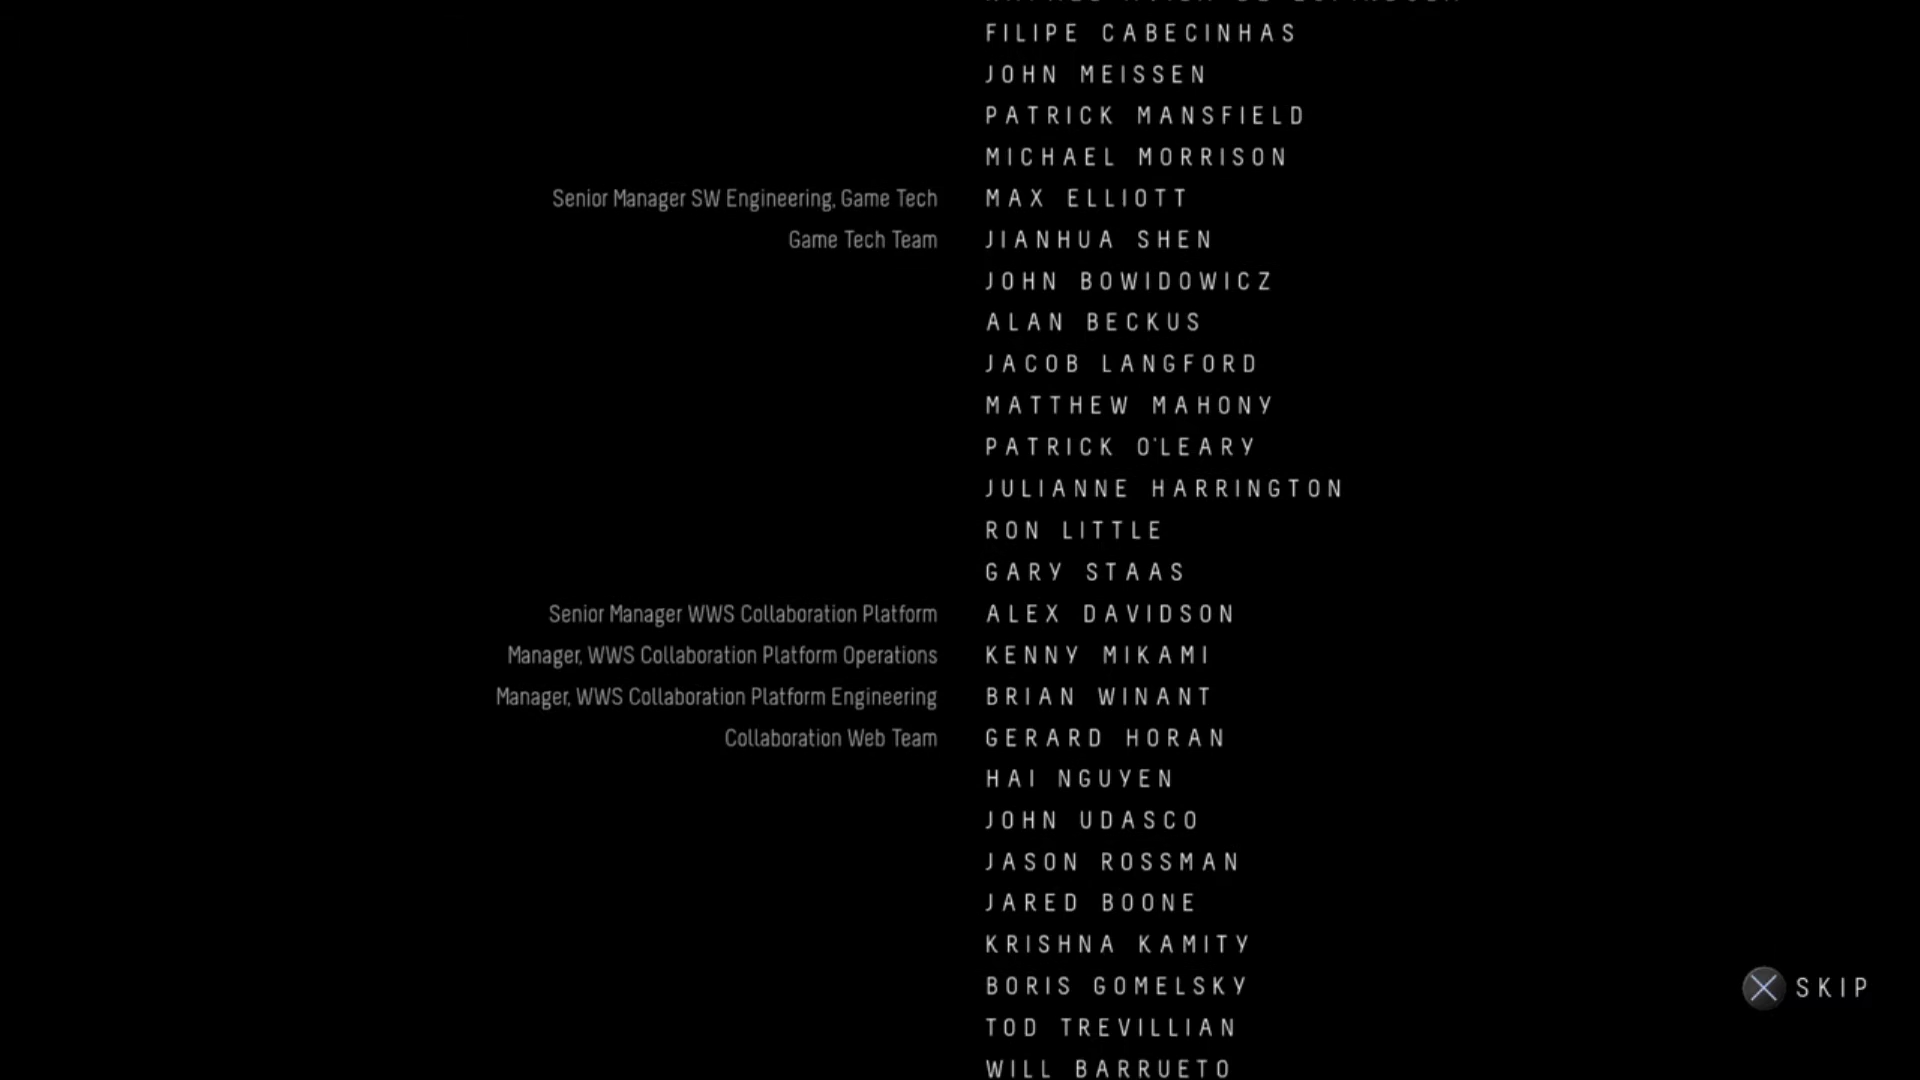 FILIPE CABECINHAS
JOHN MEISSEN
PATRICK MANSFIELD
MICHAEL MORRISON
Senior Manager SW Engineering, Game Tech MAX ELLIOTT
Game Tech Team JIANHUA SHEN
JOHN BOWIDOWICZ
ALAN BECKUS
JACOB LANGFORD
MATTHEW MAHONY
PATRICK O'LEARY
JULIANNE HARRINGTON
RON LITTLE
GARY STAAS
Senior Manager WWS Collaboration Platform ALEX DAVIDSON
Manager, WWS Collaboration Platform Operations KENNY MIKAMI
Manager, WWS Collaboration Platform Engineering BRIAN WINANT
Collaboration Web Team GERARD HORAN
HAI NGUYEN
JOHN UDASCO
JASON ROSSMAN
JARED BOONE
KRISHNA KAMITY
BORIS GOMELSKY
SKIP
TOD TREVILLIAN
WILL BARRUETO